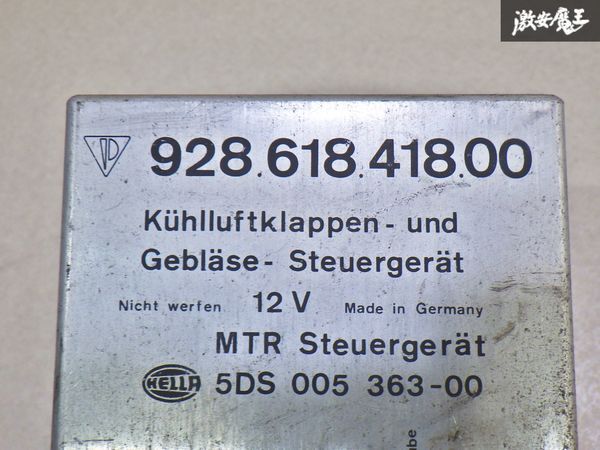 激安魔王
928.618.418.00
Kühlluftklappen - und
Gebläse - Steuergerät
Nicht werfen 12 V Made in Germany
MTR Steuergerät
HELLA 5DS 005 363-00